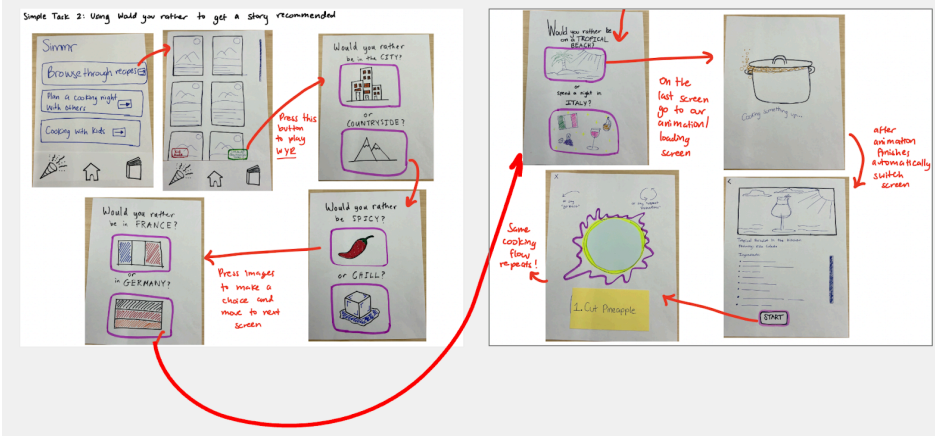 Simple Task 2: Using Would you rather to get a story recommended
Simmr
Browse through recipes
Plan a cooking night
with others
Cooking with kids
Press this
button
to play
WYR
Would you rather
be in the CITY?
or
COUNTRYSIDE?
Would you rather
be SPICY?
or CHILL?
Press images
to make a
choice and
move to next
screen
Would you rather
be in FRANCE?
or
in GERMANY?
Would you rather be
on a TROPICAL
BEACH?
or
spend a night in
ITALY?
On the
last screen
go to our
animation/
loading
screen
Cooking something up...
after
animation
finishes
automatically
switch
screen
Ingredients
START
1. Cut Pineapple
Same
cooking
flow
repeats!